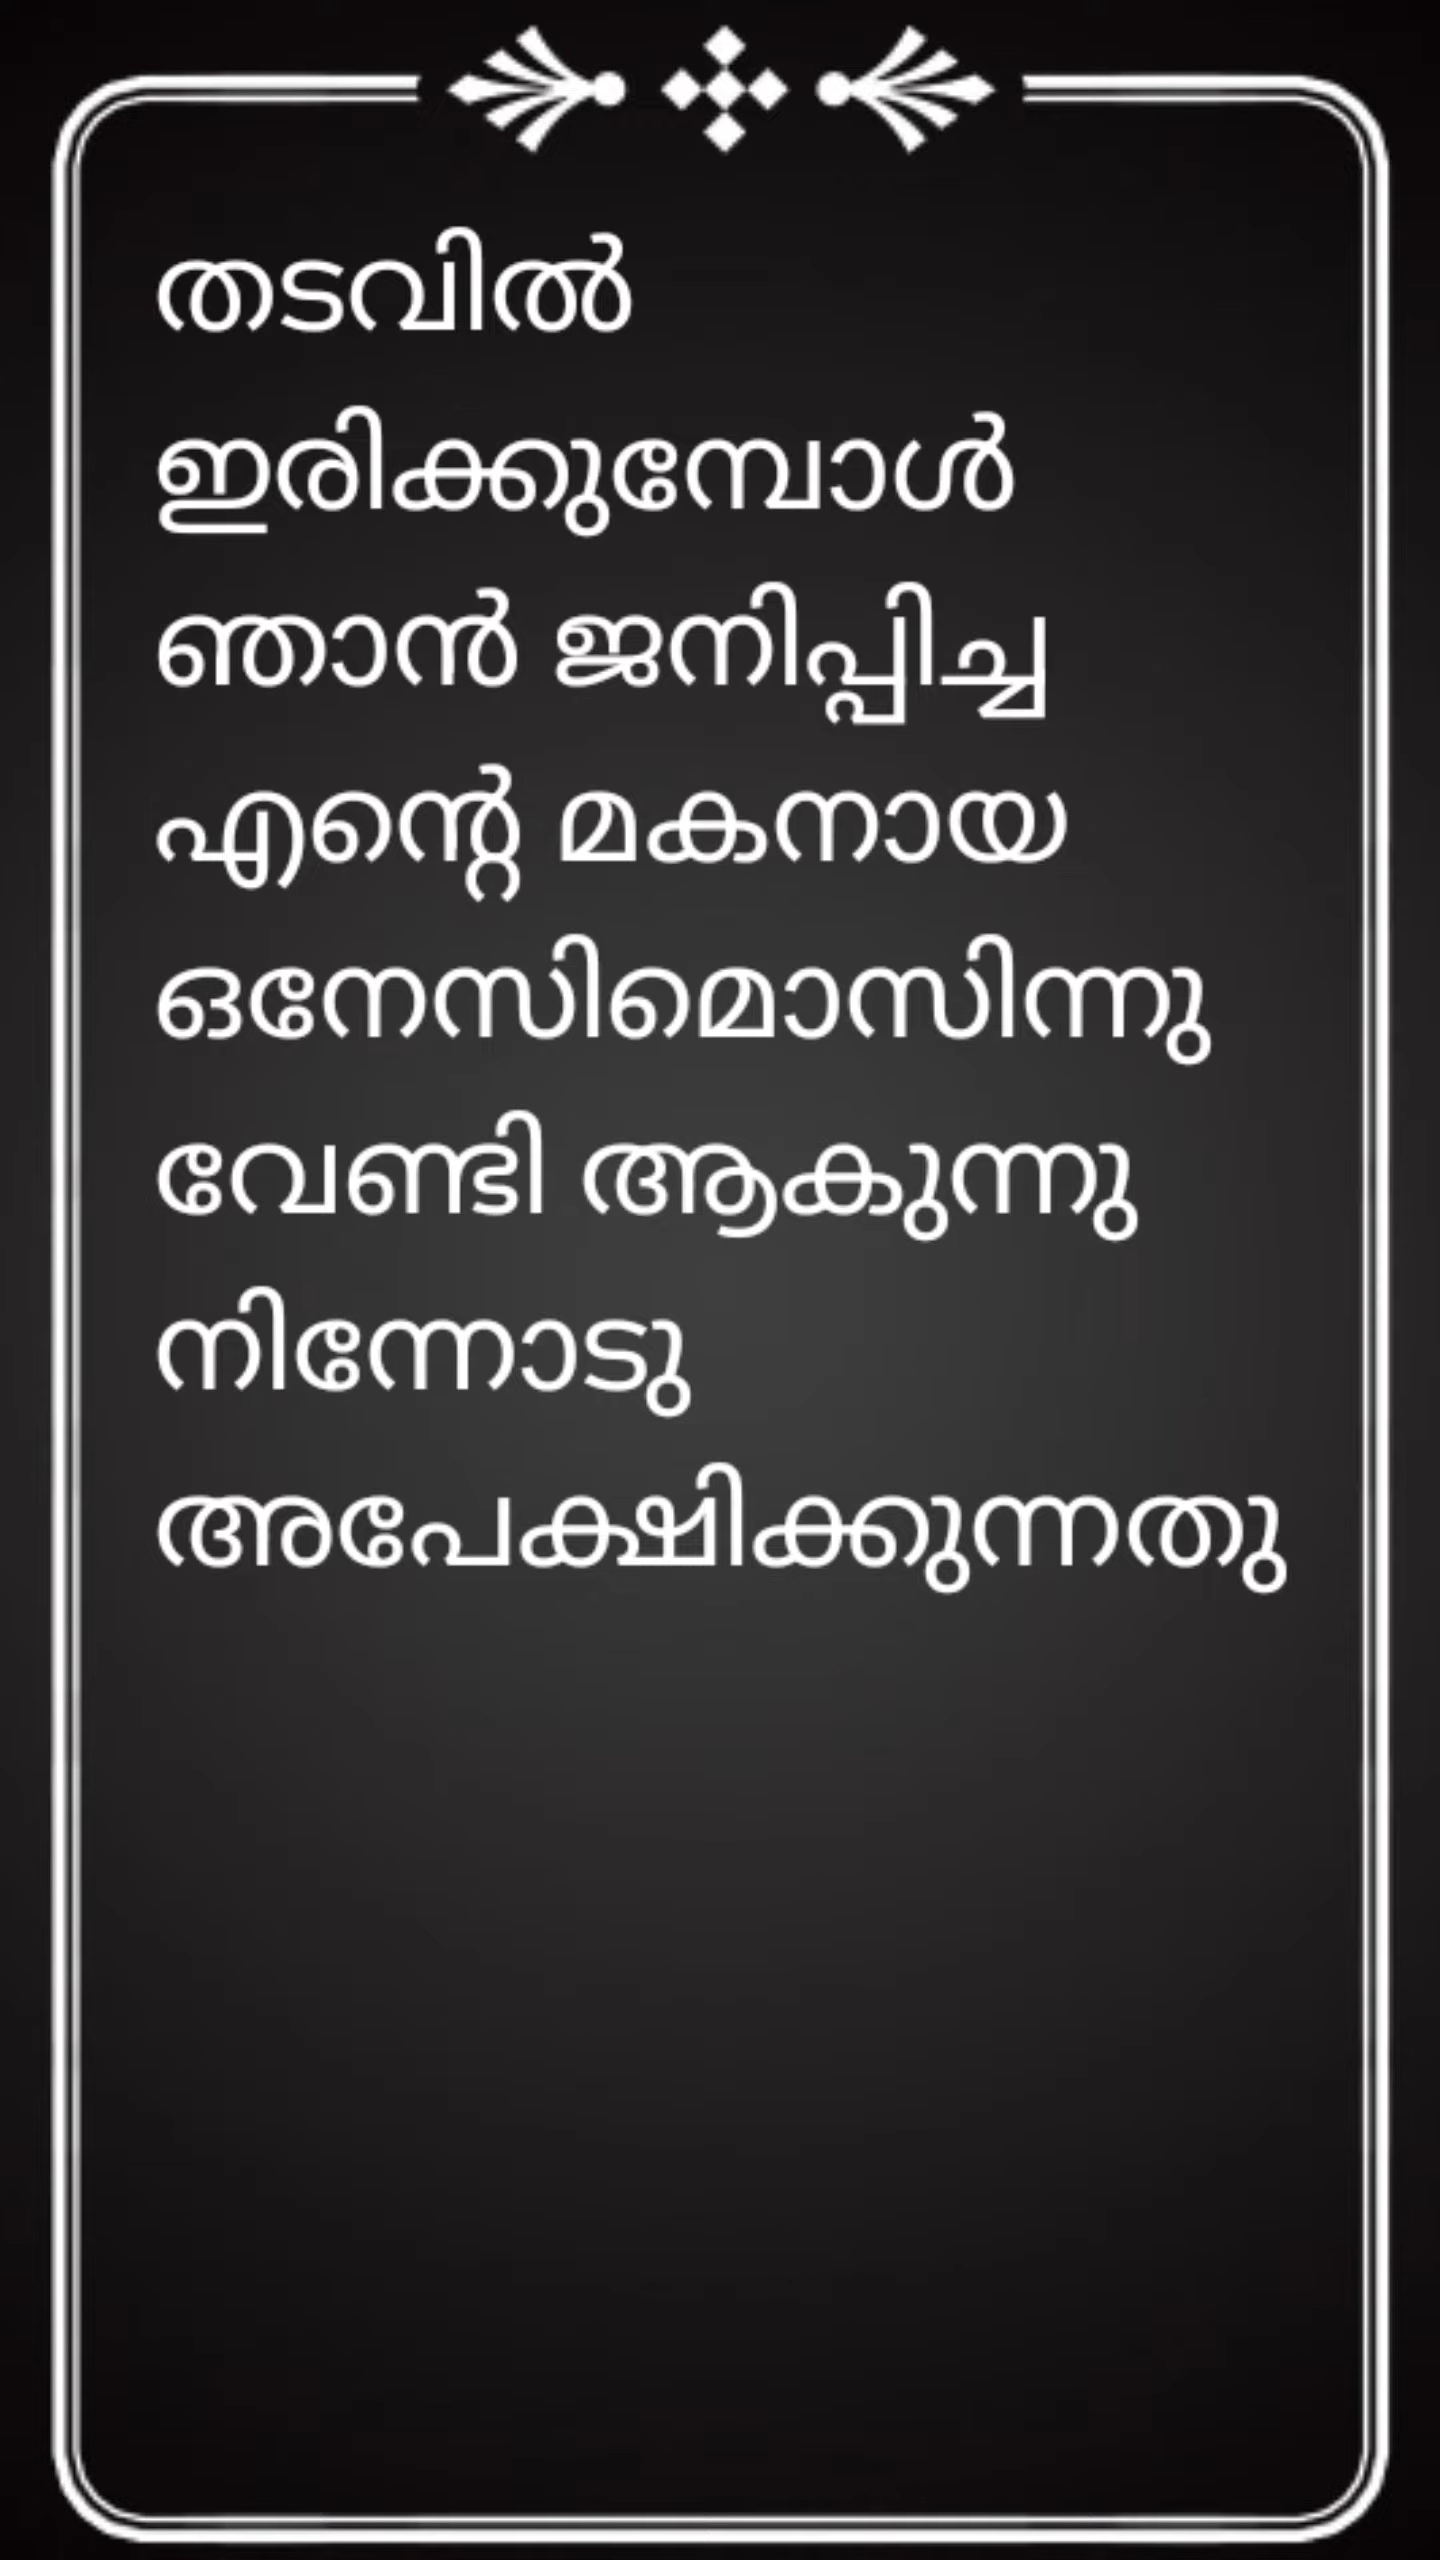 തടവിൽ
ഇരിക്കുമ്പോൾ
ഞാൻ ജനിപ്പിച്ച
എന്റെ മകനായ
ഒനേസിമൊസിന്നു
വേണ്ടി ആകുന്നു
നിന്നോടു
അപേക്ഷിക്കുന്നതു